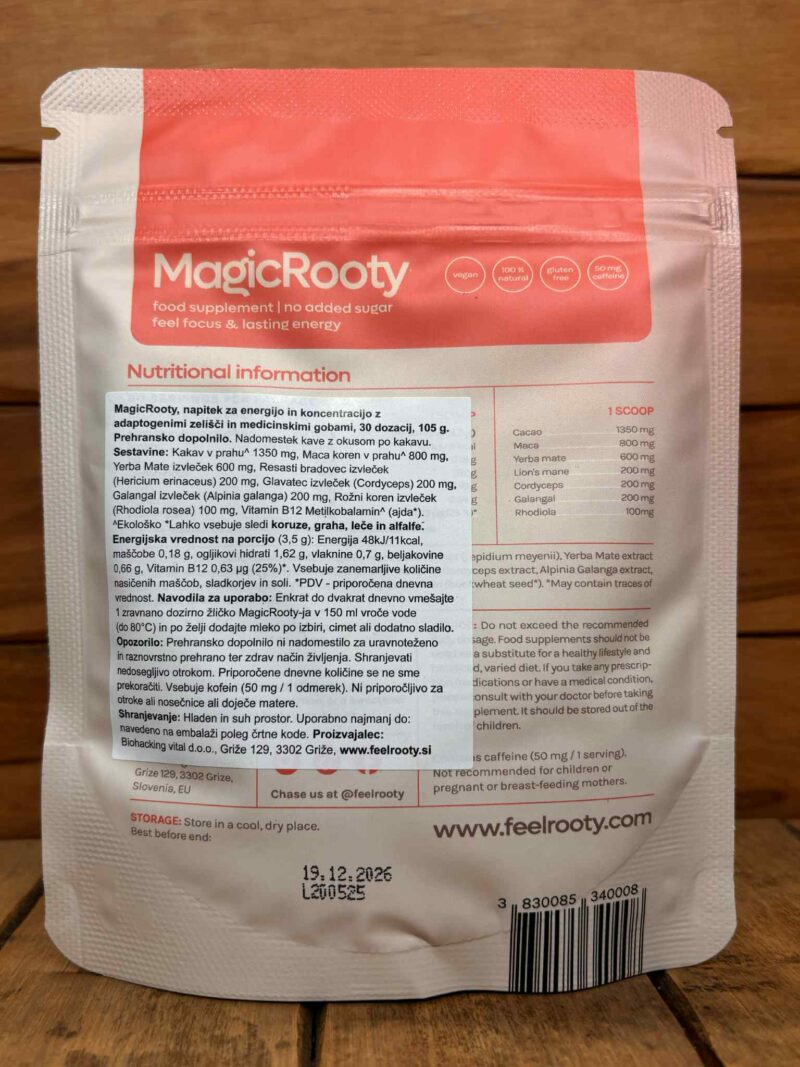 MagicRooty
vegan
100 %
natural
gluten
free
50 mg
caffeine
food supplement | no added sugar
feel focus & lasting energy
Nutritional information
MagicRooty, napitek za energijo in koncentracijo z
adaptogenimi zelišči in medicinskimi gobami, 30 dozacij, 105 g.
Prehransko dopolnilo. Nadomestek kave z okusom po kakavu.
Sestavine: Kakav v prahu^ 1350 mg, Maca koren v prahu^ 800 mg,
Yerba Mate izvleček 600 mg, Resasti bradovec izvleček
(Hericium erinaceus) 200 mg, Glavatec izvleček (Cordyceps) 200 mg,
Galangal izvleček (Alpinia galanga) 200 mg, Rožni koren izvleček
(Rhodiola rosea) 100 mg, Vitamin B12 Metilkobalamin^ (ajda*).
^Ekološko *Lahko vsebuje sledi koruze, graha, leče in alfalfe.
Energijska vrednost na porcijo (3,5 g): Energija 48kJ/11kcal,
maščobe 0,18 g, ogljikovi hidrati 1,62 g, vlaknine 0,7 g, beljakovine
0,66 g, Vitamin B12 0,63 µg (25%)*. Vsebuje zanemarljive količine
nasičenih maščob, sladkorjev in soli. *PDV - priporočena dnevna
vrednost. Navodila za uporabo: Enkrat do dvakrat dnevno vmešajte
1 zravnano dozirno žličko MagicRooty-ja v 150 ml vroče vode
(do 80°C) in po želji dodajte mleko po izbiri, cimet ali dodatno sladilo.
Opozorilo: Prehransko dopolnilo ni nadomestilo za uravnoteženo
in raznovrstno prehrano ter zdrav način življenja. Shranjevati
nedosegljivo otrokom. Priporočene dnevne količine se ne sme
prekoračiti. Vsebuje kofein (50 mg / 1 odmerek). Ni priporočljivo za
otroke ali nosečnice ali doječe matere.
Shranjevanje: Hladen in suh prostor. Uporabno najmanj do:
navedeno na embalaži poleg črtne kode. Proizvajalec:
Biohacking vital d.o.o., Griže 129, 3302 Griže, www.feelrooty.si
1 SCOOP
Cacao 1350 mg
Maca 800 mg
Yerba mate 600 mg
Lion's mane 200 mg
Cordyceps 200 mg
Galangal 200 mg
Rhodiola 100mg
epidium meyenii), Yerba Mate extract
ceps extract, Alpinia Galanga extract,
wheat seed*). *May contain traces of
: Do not exceed the recommended
sage. Food supplements should not be
a substitute for a healthy lifestyle and
d, varied diet. If you take any prescrip-
dications or have a medical condition,
onsult with your doctor before taking
plement. It should be stored out of the
children.
s caffeine (50 mg / 1 serving).
Not recommended for children or
pregnant or breast-feeding mothers.
Grize 129, 3302 Grize,
Slovenia, EU
Chase us at @feelrooty
STORAGE: Store in a cool, dry place.
Best before end:
www.feelrooty.com
19.12.2026
L200525
3 830085 340008